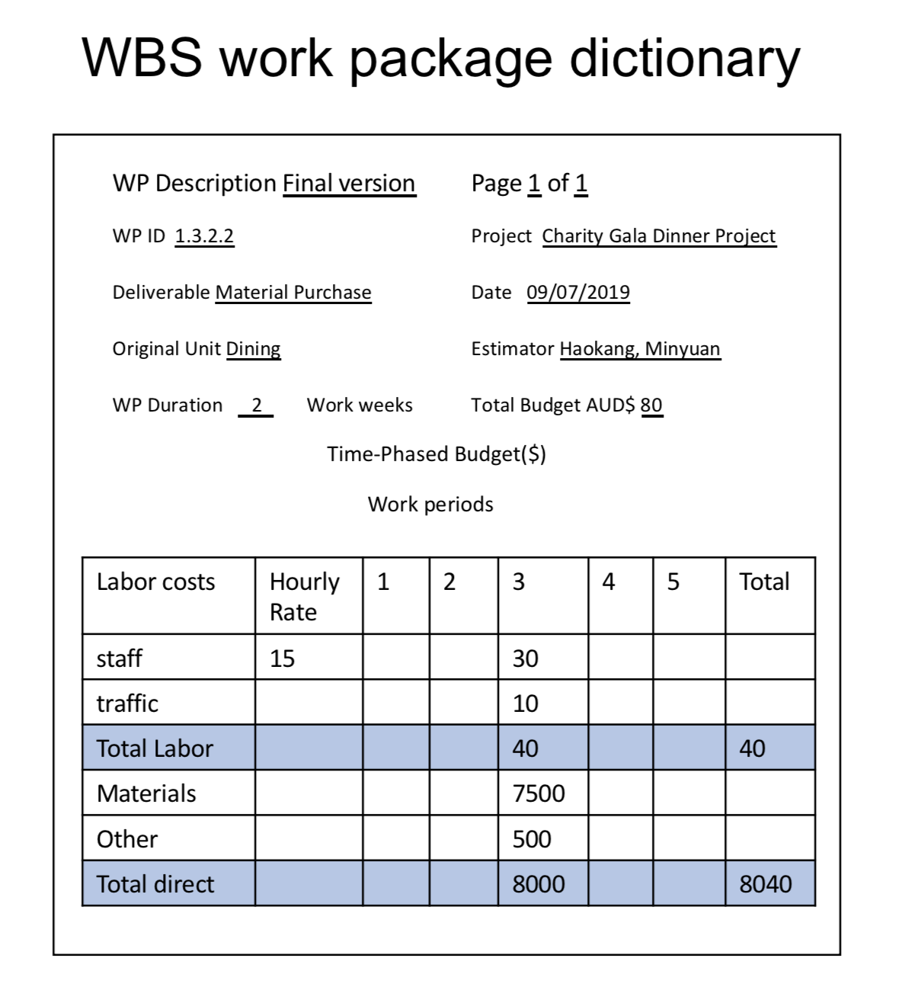 WBS work package dictionary
WP Description Final version Page 1 of 1
WP ID 1.3.2.2 Project Charity Gala Dinner Project
Deliverable Material Purchase Date 09/07/2019
Original Unit Dining Estimator Haokang, Minyuan
WP Duration 2 Work weeks Total Budget AUD$ 80
Time-Phased Budget($)
Work periods
Labor costs Hourly Rate 1 2 3 4 5 Total
staff 15 30
traffic 10
Total Labor 40 40
Materials 7500
Other 500
Total direct 8000 8040